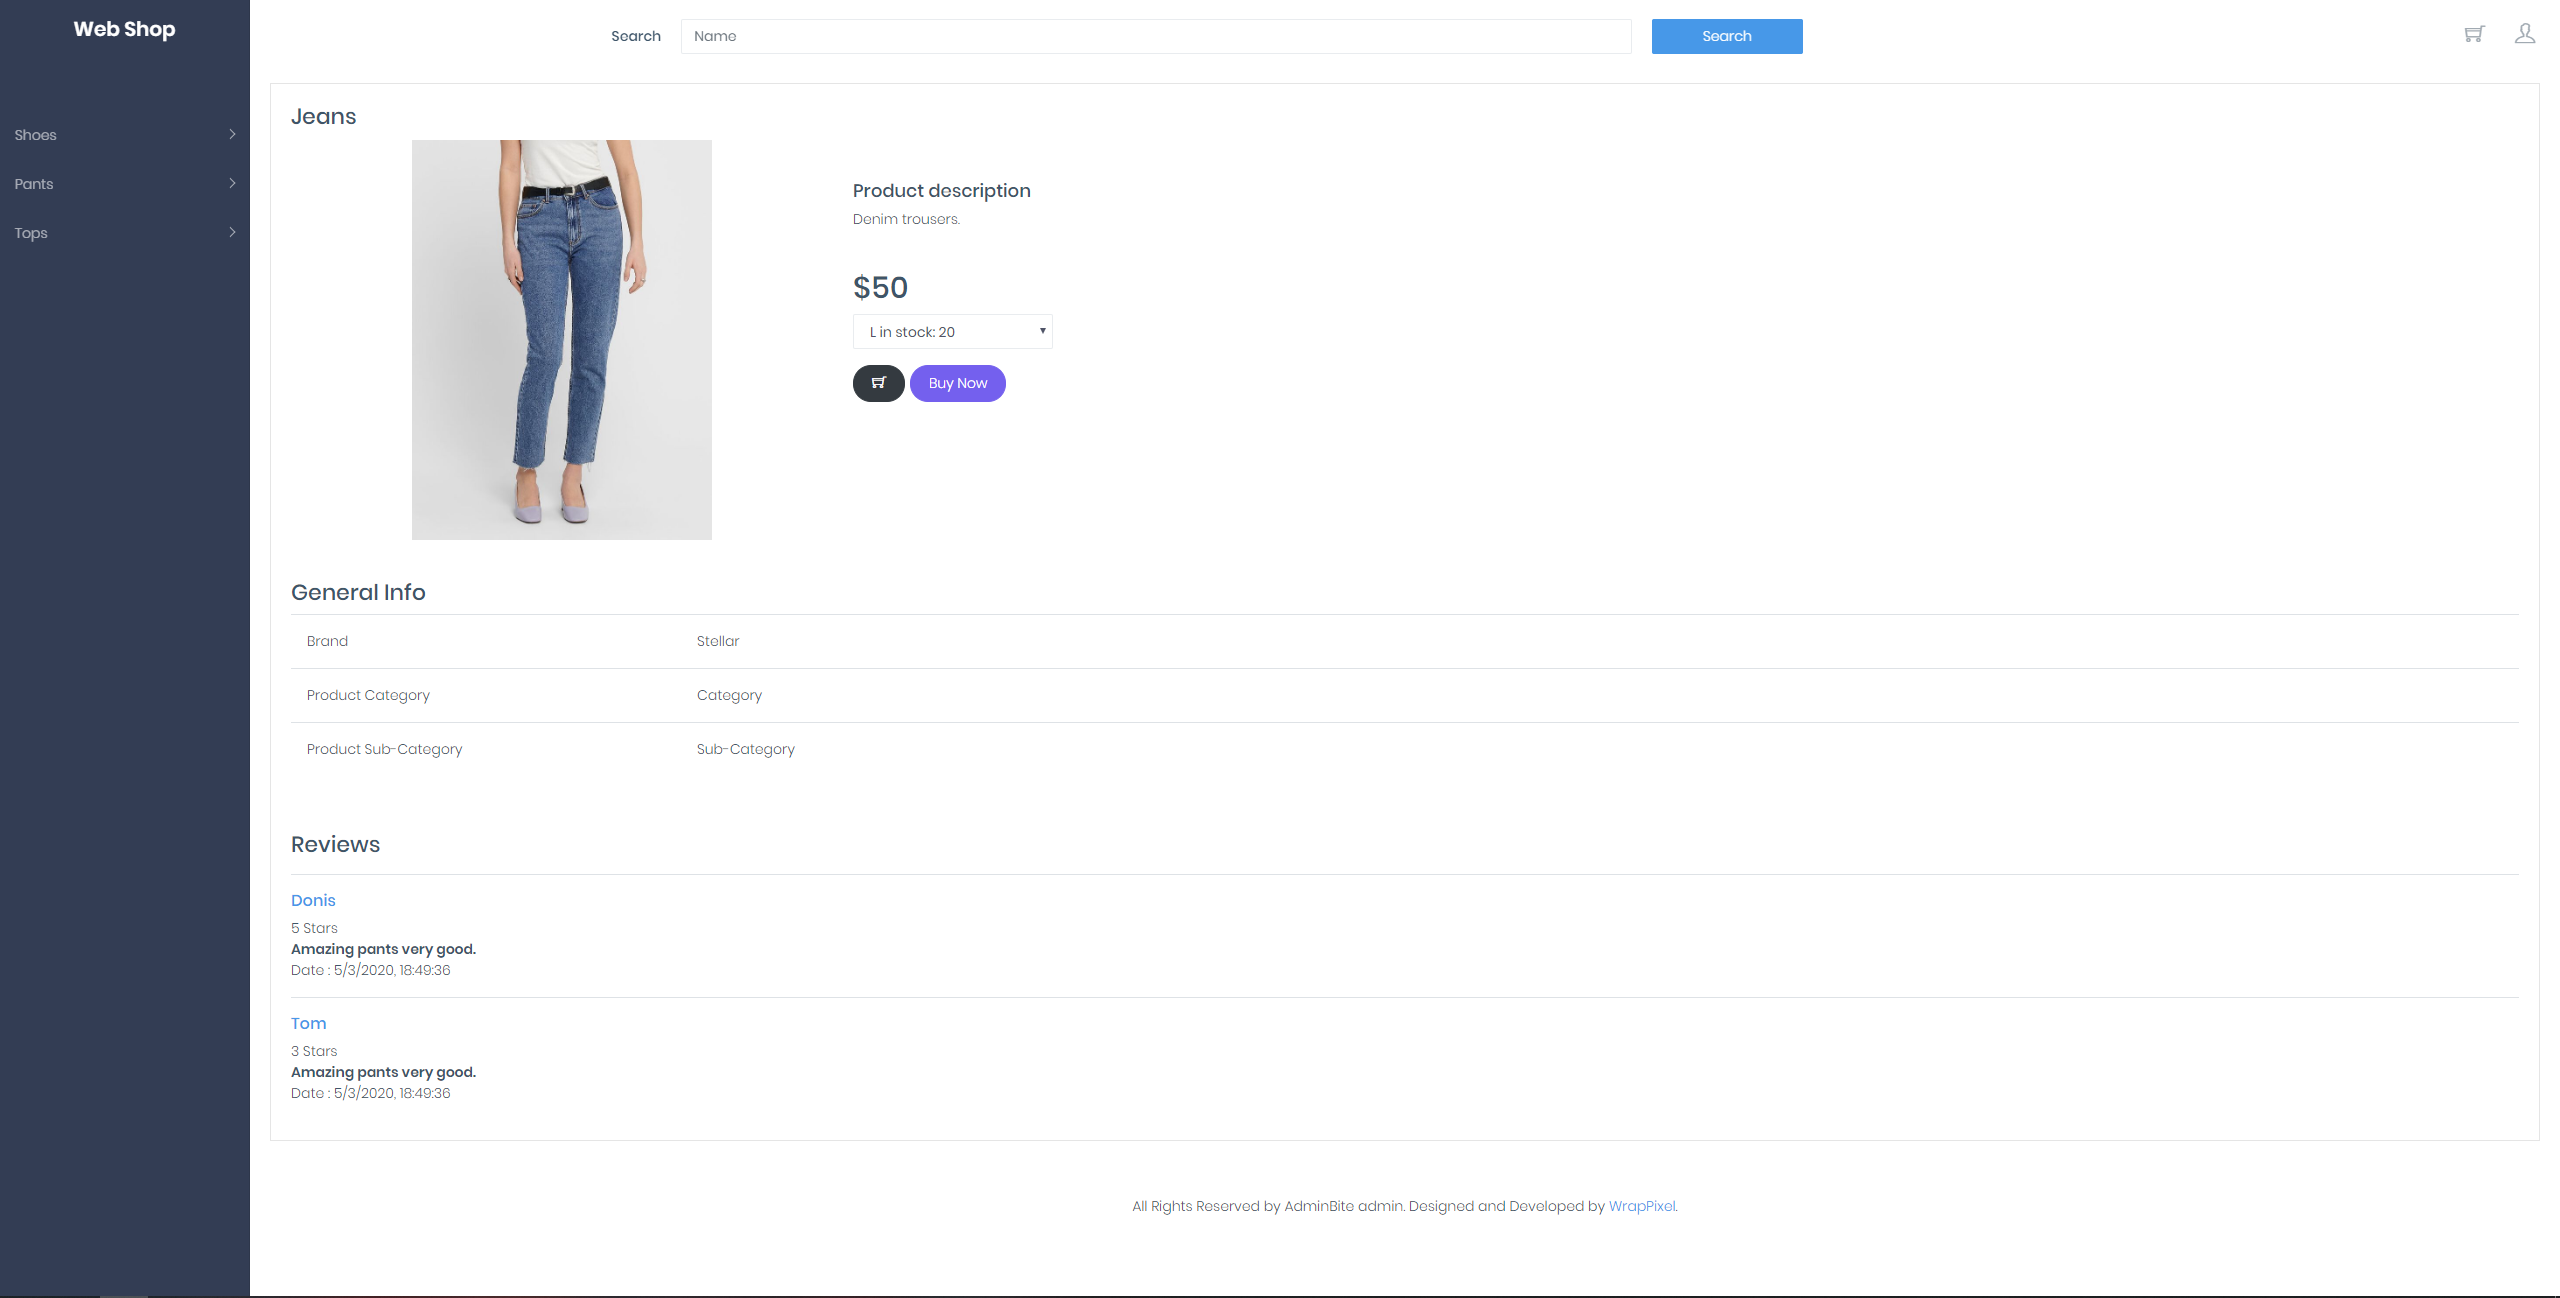 Web Shop
Search
Name
Search
Shoes
Pants
Tops
Jeans
Product description
Denim trousers.
$50
L in stock: 20
Buy Now
General Info
Brand Stellar
Product Category Category
Product Sub-Category Sub-Category
Reviews
Donis
5 Stars
Amazing pants very good.
Date : 5/3/2020, 18:49:36
Tom
3 Stars
Amazing pants very good.
Date : 5/3/2020, 18:49:36
All Rights Reserved by AdminBite admin. Designed and Developed by WrapPixel.